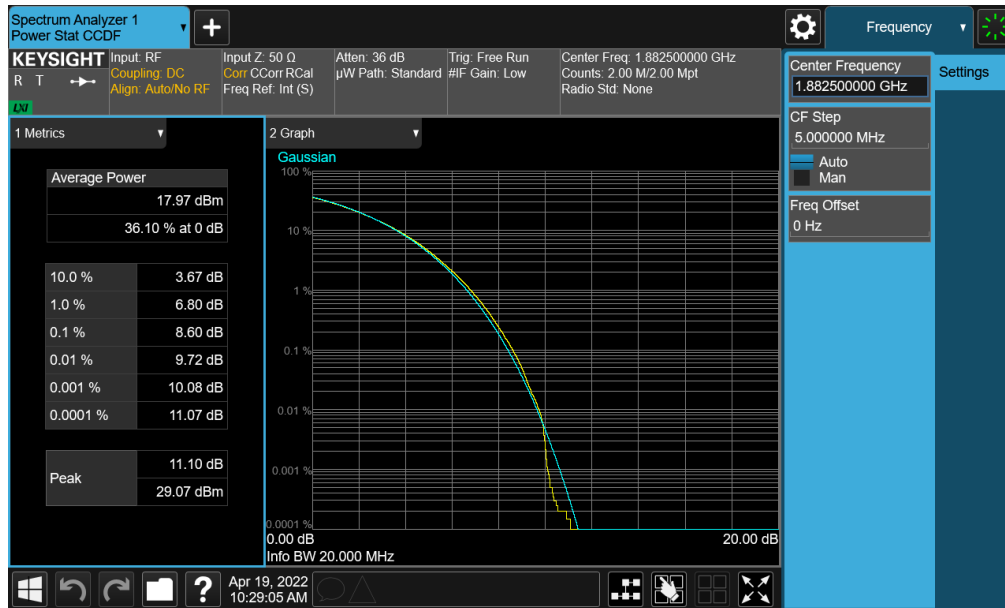 Spectrum Analyzer 1
Power Stat CCDF
Frequency
KEYSIGHT
R T
LXI
Input: RF
Coupling: DC
Align: Auto/No RF
Input Z: 50 Ω
Corr CCorr RCal
Freq Ref: Int (S)
Atten: 36 dB
µW Path: Standard
Trig: Free Run
#IF Gain: Low
Center Freq: 1.882500000 GHz
Counts: 2.00 M/2.00 Mpt
Radio Std: None
Center Frequency
1.882500000 GHz
Settings
CF Step
5.000000 MHz
Auto
Man
Freq Offset
0 Hz
1 Metrics
Average Power
17.97 dBm
36.10 % at 0 dB
10.0 % 3.67 dB
1.0 % 6.80 dB
0.1 % 8.60 dB
0.01 % 9.72 dB
0.001 % 10.08 dB
0.0001 % 11.07 dB
Peak
11.10 dB
29.07 dBm
2 Graph
Gaussian
100 %
10 %
1 %
0.1 %
0.01 %
0.001 %
0.0001 %
0.00 dB 20.00 dB
Info BW 20.000 MHz
?
Apr 19, 2022
10:29:05 AM